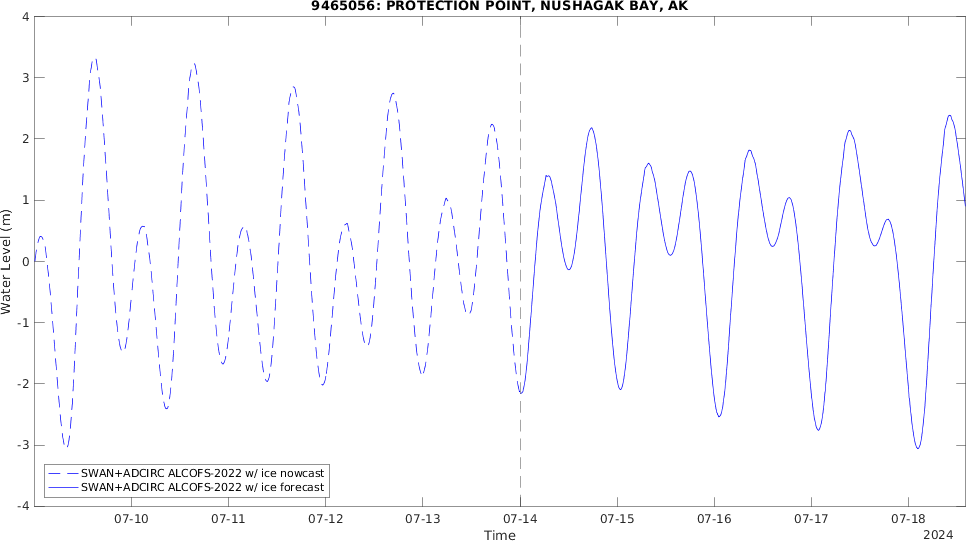 9465056: PROTECTION POINT, NUSHAGAK BAY, AK
4
3
2
1
0
-1
-2
-3
-4
Water Level (m)
SWAN+ADCIRC ALCOFS-2022 w/ ice nowcast
SWAN+ADCIRC ALCOFS-2022 w/ ice forecast
07-10 07-11 07-12 07-13 07-14 07-15 07-16 07-17 07-18
Time
2024